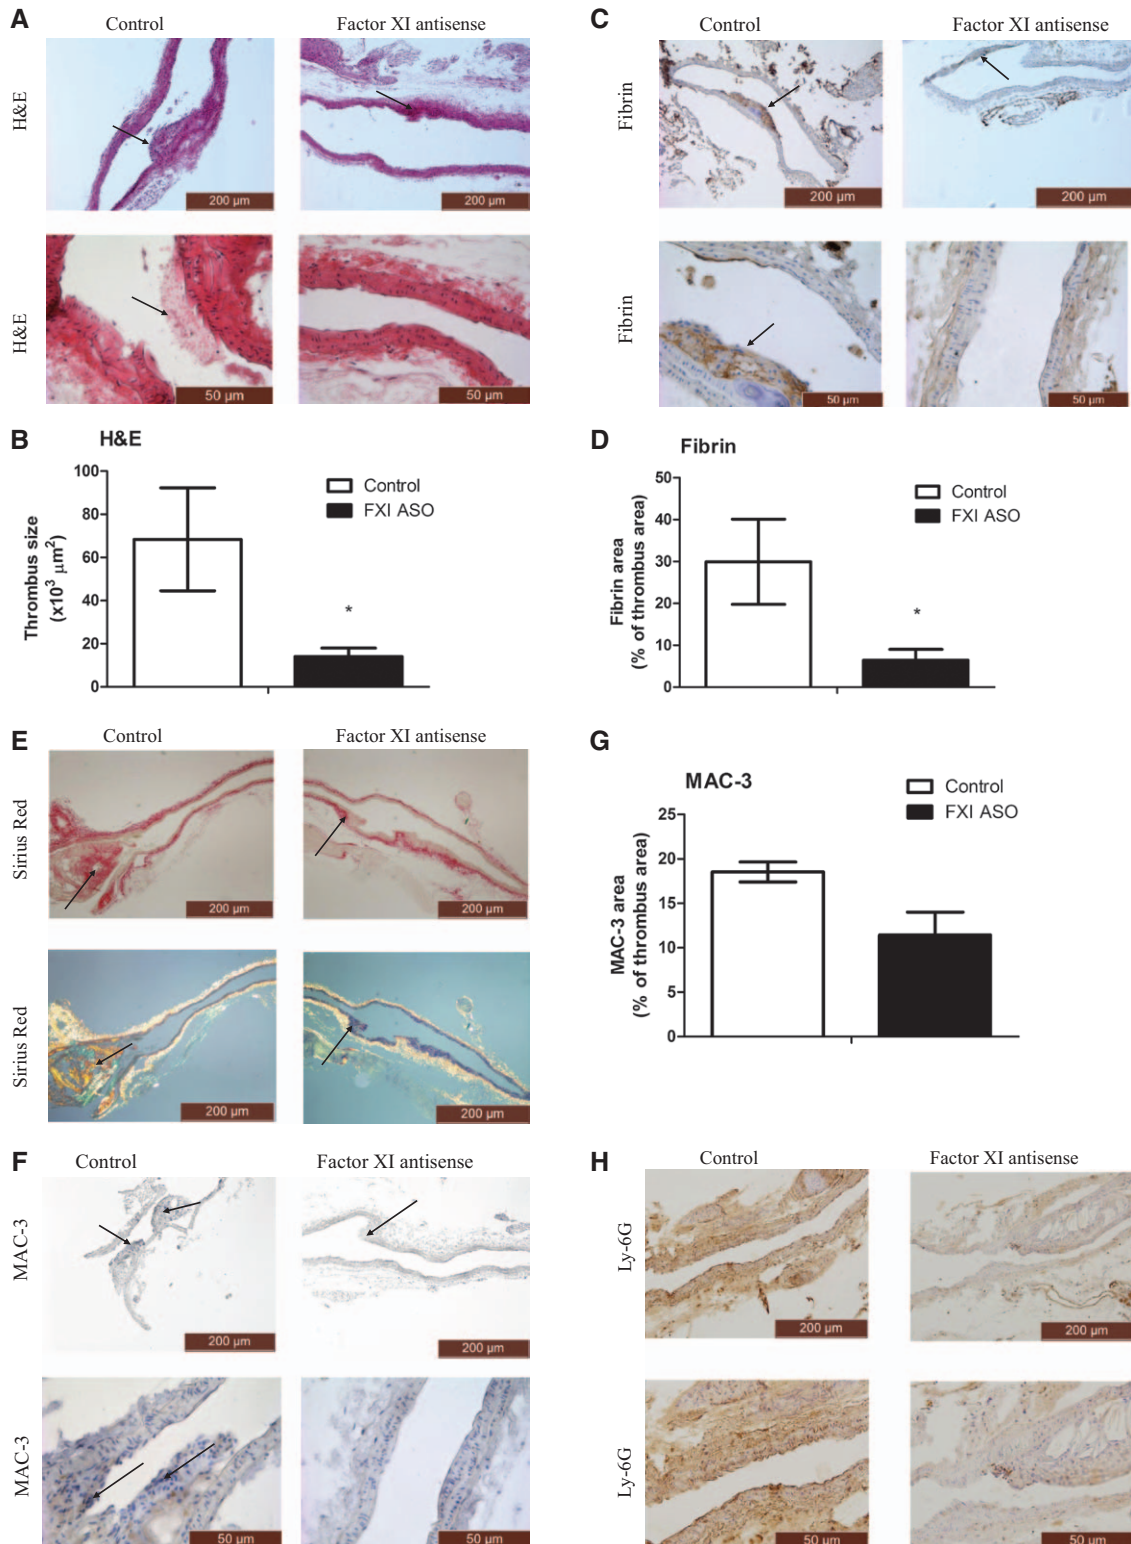 A
Control
Factor XI antisense
H&E
200 µm
200 µm
H&E
50 µm
50 µm
B
H&E
Thrombus size
(x10³ µm²)
100
80
60
40
20
0
Control
FXI ASO
*
C
Control
Factor XI antisense
Fibrin
200 µm
200 µm
Fibrin
50 µm
50 µm
D
Fibrin
Fibrin area
(% of thrombus area)
50
40
30
20
10
0
Control
FXI ASO
*
E
Control
Factor XI antisense
Sirius Red
200 µm
200 µm
Sirius Red
200 µm
200 µm
F
Control
Factor XI antisense
MAC-3
200 µm
200 µm
MAC-3
50 µm
50 µm
G
MAC-3
MAC-3 area
(% of thrombus area)
25
20
15
10
5
0
Control
FXI ASO
H
Control
Factor XI antisense
Ly-6G
200 µm
200 µm
Ly-6G
50 µm
50 µm